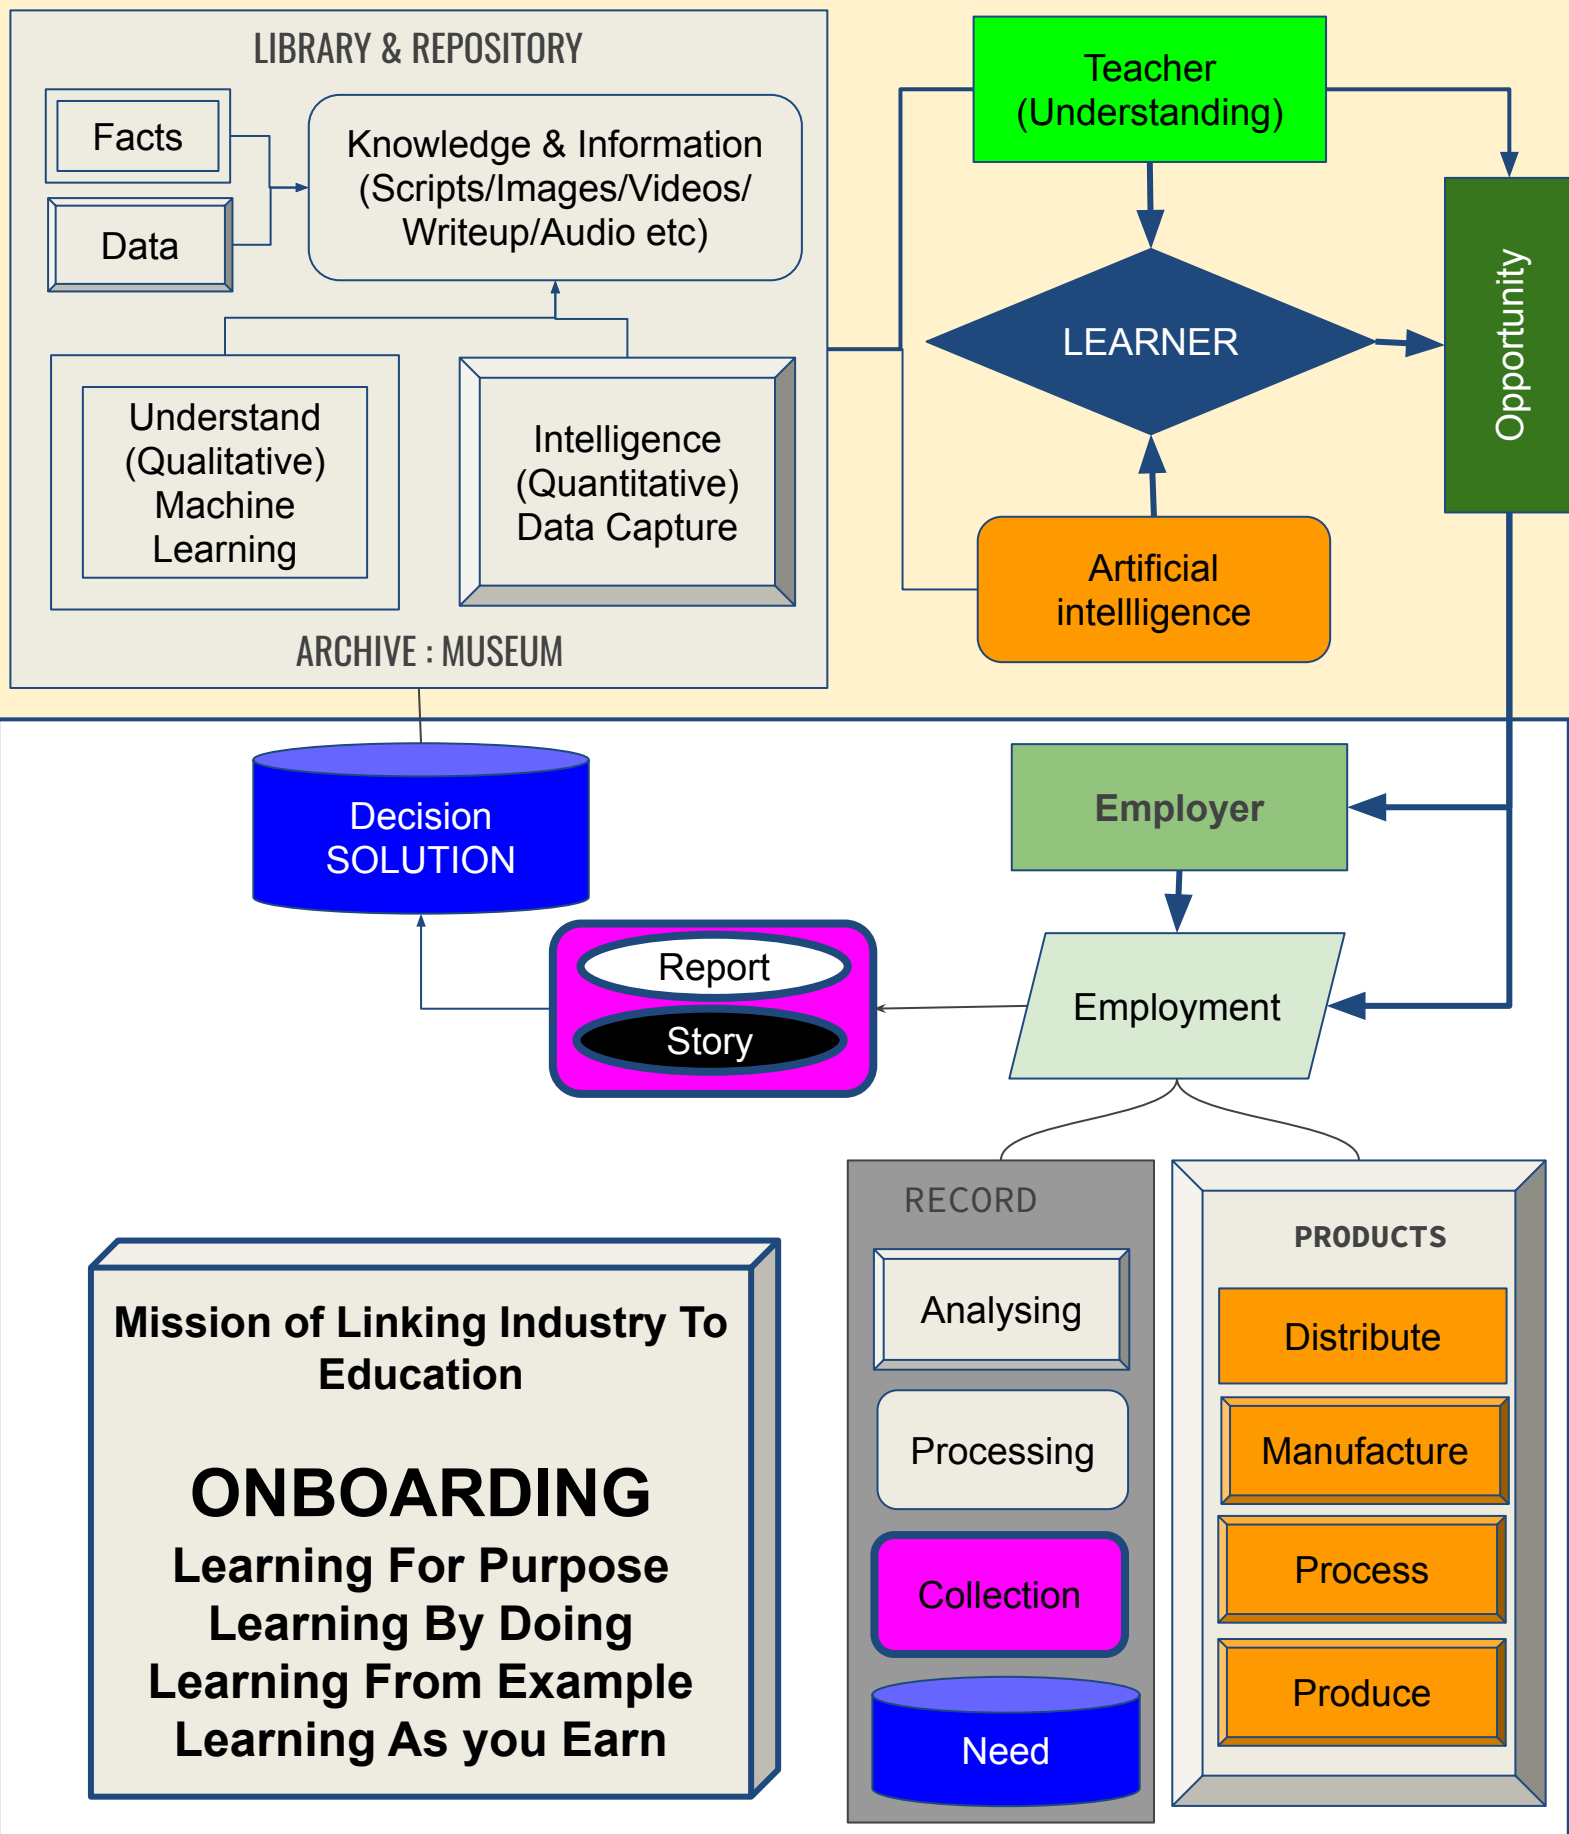 LIBRARY & REPOSITORY
Facts
Data
Knowledge & Information
(Scripts/Images/Videos/
Writeup/Audio etc)
Understand
(Qualitative)
Machine
Learning
Intelligence
(Quantitative)
Data Capture
ARCHIVE : MUSEUM
Teacher
(Understanding)
LEARNER
Artificial
intellligence
Opportunity
Decision
SOLUTION
Employer
Report
Story
Employment
RECORD
Analysing
Processing
Collection
Need
PRODUCTS
Distribute
Manufacture
Process
Produce
Mission of Linking Industry To
Education
ONBOARDING
Learning For Purpose
Learning By Doing
Learning From Example
Learning As you Earn